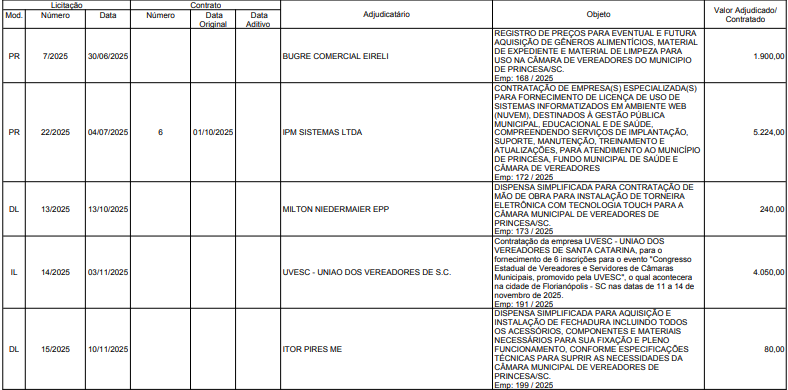 Licitação Contrato Valor Adjudicado/
Mod. Número Data Número Data Data Adjudicatário Objeto Contratado
Original Aditivo
REGISTRO DE PREÇOS PARA EVENTUAL E FUTURA
AQUISIÇÃO DE GÊNEROS ALIMENTÍCIOS, MATERIAL
PR 7/2025 30/06/2025 BUGRE COMERCIAL EIRELI DE EXPEDIENTE E MATERIAL DE LIMPEZA PARA 1.900,00
USO NA CÂMARA DE VEREADORES DO MUNICIPIO
DE PRINCESA/SC.
Emp: 168 / 2025
CONTRATAÇÃO DE EMPRESA(S) ESPECIALIZADA(S)
PARA FORNECIMENTO DE LICENÇA DE USO DE
SISTEMAS INFORMATIZADOS EM AMBIENTE WEB
(NUVEM), DESTINADOS À GESTÃO PÚBLICA
MUNICIPAL, EDUCACIONAL E DE SAÚDE,
PR 22/2025 04/07/2025 6 01/10/2025 IPM SISTEMAS LTDA COMPREENDENDO SERVIÇOS DE IMPLANTAÇÃO, 5.224,00
SUPORTE, MANUTENÇÃO, TREINAMENTO E
ATUALIZAÇÕES, PARA ATENDIMENTO AO MUNICÍPIO
DE PRINCESA, FUNDO MUNICIPAL DE SAÚDE E
CÂMARA DE VEREADORES
Emp: 172 / 2025
DISPENSA SIMPLIFICADA PARA CONTRATAÇÃO DE
MÃO DE OBRA PARA INSTALAÇÃO DE TORNEIRA
DL 13/2025 13/10/2025 MILTON NIEDERMAIER EPP ELETRÔNICA COM TECNOLOGIA TOUCH PARA A 240,00
CÂMARA MUNICIPAL DE VEREADORES DE
PRINCESA/SC.
Emp: 173 / 2025
Contratação da empresa UVESC - UNIAO DOS
VEREADORES DE SANTA CATARINA, para o
fornecimento de 6 inscrições para o evento "Congresso
IL 14/2025 03/11/2025 UVESC - UNIAO DOS VEREADORES DE S.C. Estadual de Vereadores e Servidores de Câmaras 4.050,00
Municipais, promovido pela UVESC", o qual acontecera
na cidade de Florianópolis - SC nas datas de 11 a 14 de
novembro de 2025.
Emp: 191 / 2025
DISPENSA SIMPLIFICADA PARA AQUISIÇÃO E
INSTALAÇÃO DE FECHADURA INCLUINDO TODOS
OS ACESSÓRIOS, COMPONENTES E MATERIAIS
NECESSÁRIOS PARA SUA FIXAÇÃO E PLENO
DL 15/2025 10/11/2025 ITOR PIRES ME FUNCIONAMENTO, CONFORME ESPECIFICAÇÕES 80,00
TÉCNICAS PARA SUPRIR AS NECESSIDADES DA
CÂMARA MUNICIPAL DE VEREADORES DE
PRINCESA/SC.
Emp: 199 / 2025